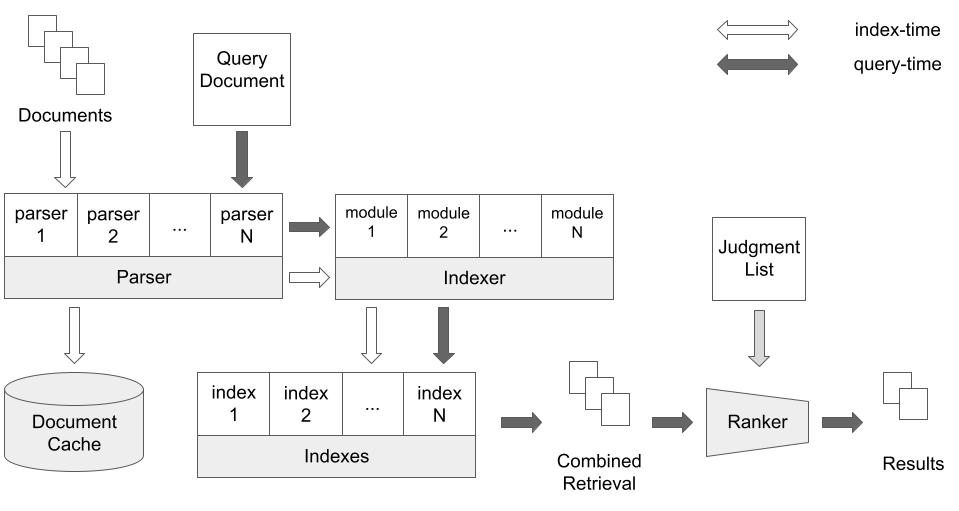 index-time
query-time
Documents
Query
Document
parser
1
parser
2
...
parser
N
Parser
module
1
module
2
...
module
N
Indexer
Judgment
List
Document
Cache
index
1
index
2
...
index
N
Indexes
Combined
Retrieval
Ranker
Results